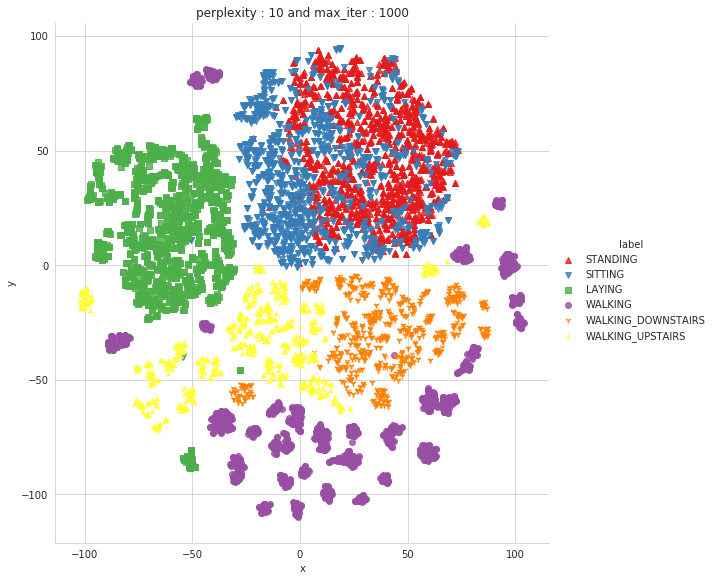 perplexity : 10 and max_iter : 1000
100
50
0
−50
−100
y
−100
−50
0
50
100
x
label
STANDING
SITTING
LAYING
WALKING
WALKING_DOWNSTAIRS
WALKING_UPSTAIRS